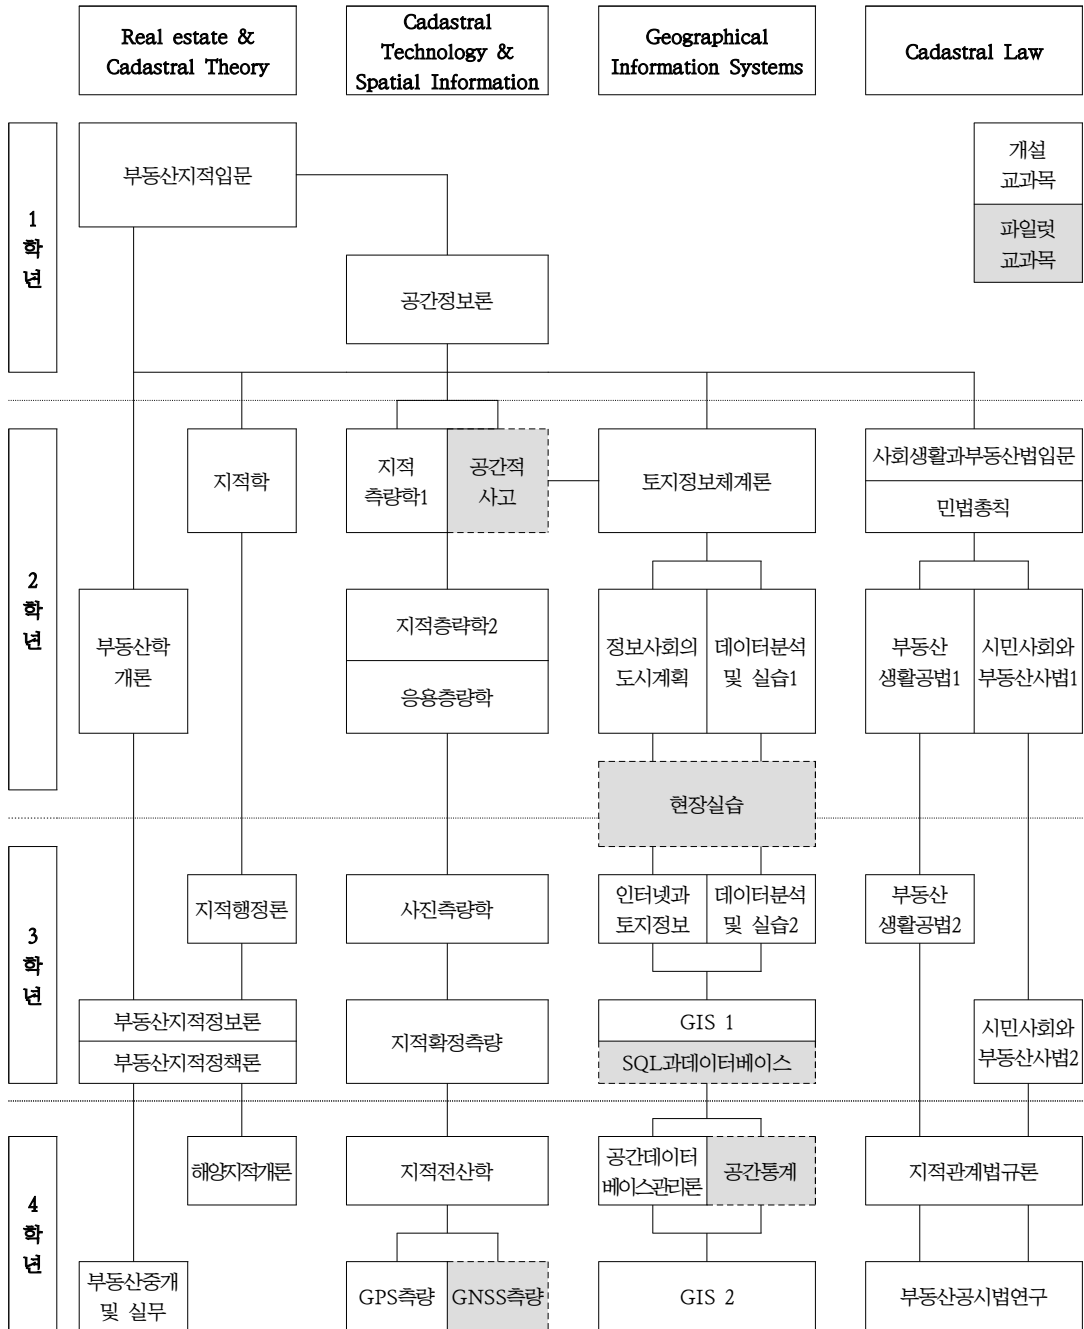 Real estate &
Cadastral Theory
Cadastral
Technology &
Spatial Information
Geographical
Information Systems
Cadastral Law
1
학
년
부동산지적입문
개설
교과목
파일럿
교과목
공간정보론
2
학
년
지적학
지적
측량학1
공간적
사고
토지정보체계론
사회생활과부동산법입문
민법총칙
부동산학
개론
지적층략학2
응용층량학
정보사회의
도시계획
데이터분석
및 실습1
부동산
생활공법1
시민사회와
부동산사법1
현장실습
3
학
년
지적행정론
사진측량학
인터넷과
토지정보
데이터분석
및 실습2
부동산
생활공법2
부동산지적정보론
부동산지적정책론
지적확정측량
GIS 1
SQL과데이터베이스
시민사회와
부동산사법2
4
학
년
해양지적개론
지적전산학
공간데이터
베이스관리론
공간통계
지적관계법규론
부동산중개
및 실무
GPS측량
GNSS측량
GIS 2
부동산공시법연구